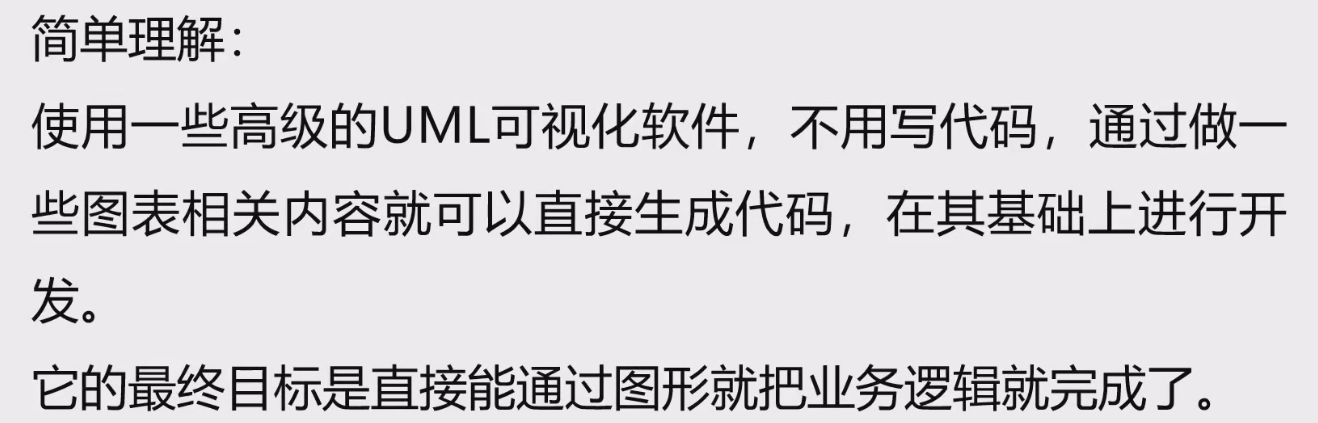 简单理解：
使用一些高级的UML可视化软件，不用写代码，通过做一
些图表相关内容就可以直接生成代码，在其基础上进行开
发。
它的最终目标是直接能通过图形就把业务逻辑就完成了。